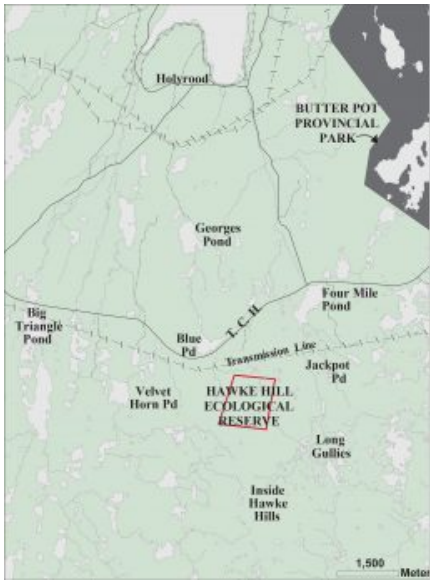 Holyrood
BUTTER POT
PROVINCIAL
PARK
Georges
Pond
Four Mile
Pond
Big
Triangle
Pond
T. C. H.
Blue
Pd
Transmission Line
Jackpot
Pd
Velvet
Horn Pd
HAWKE HILL
ECOLOGICAL
RESERVE
Long
Gullies
Inside
Hawke
Hills
1,500
Meter